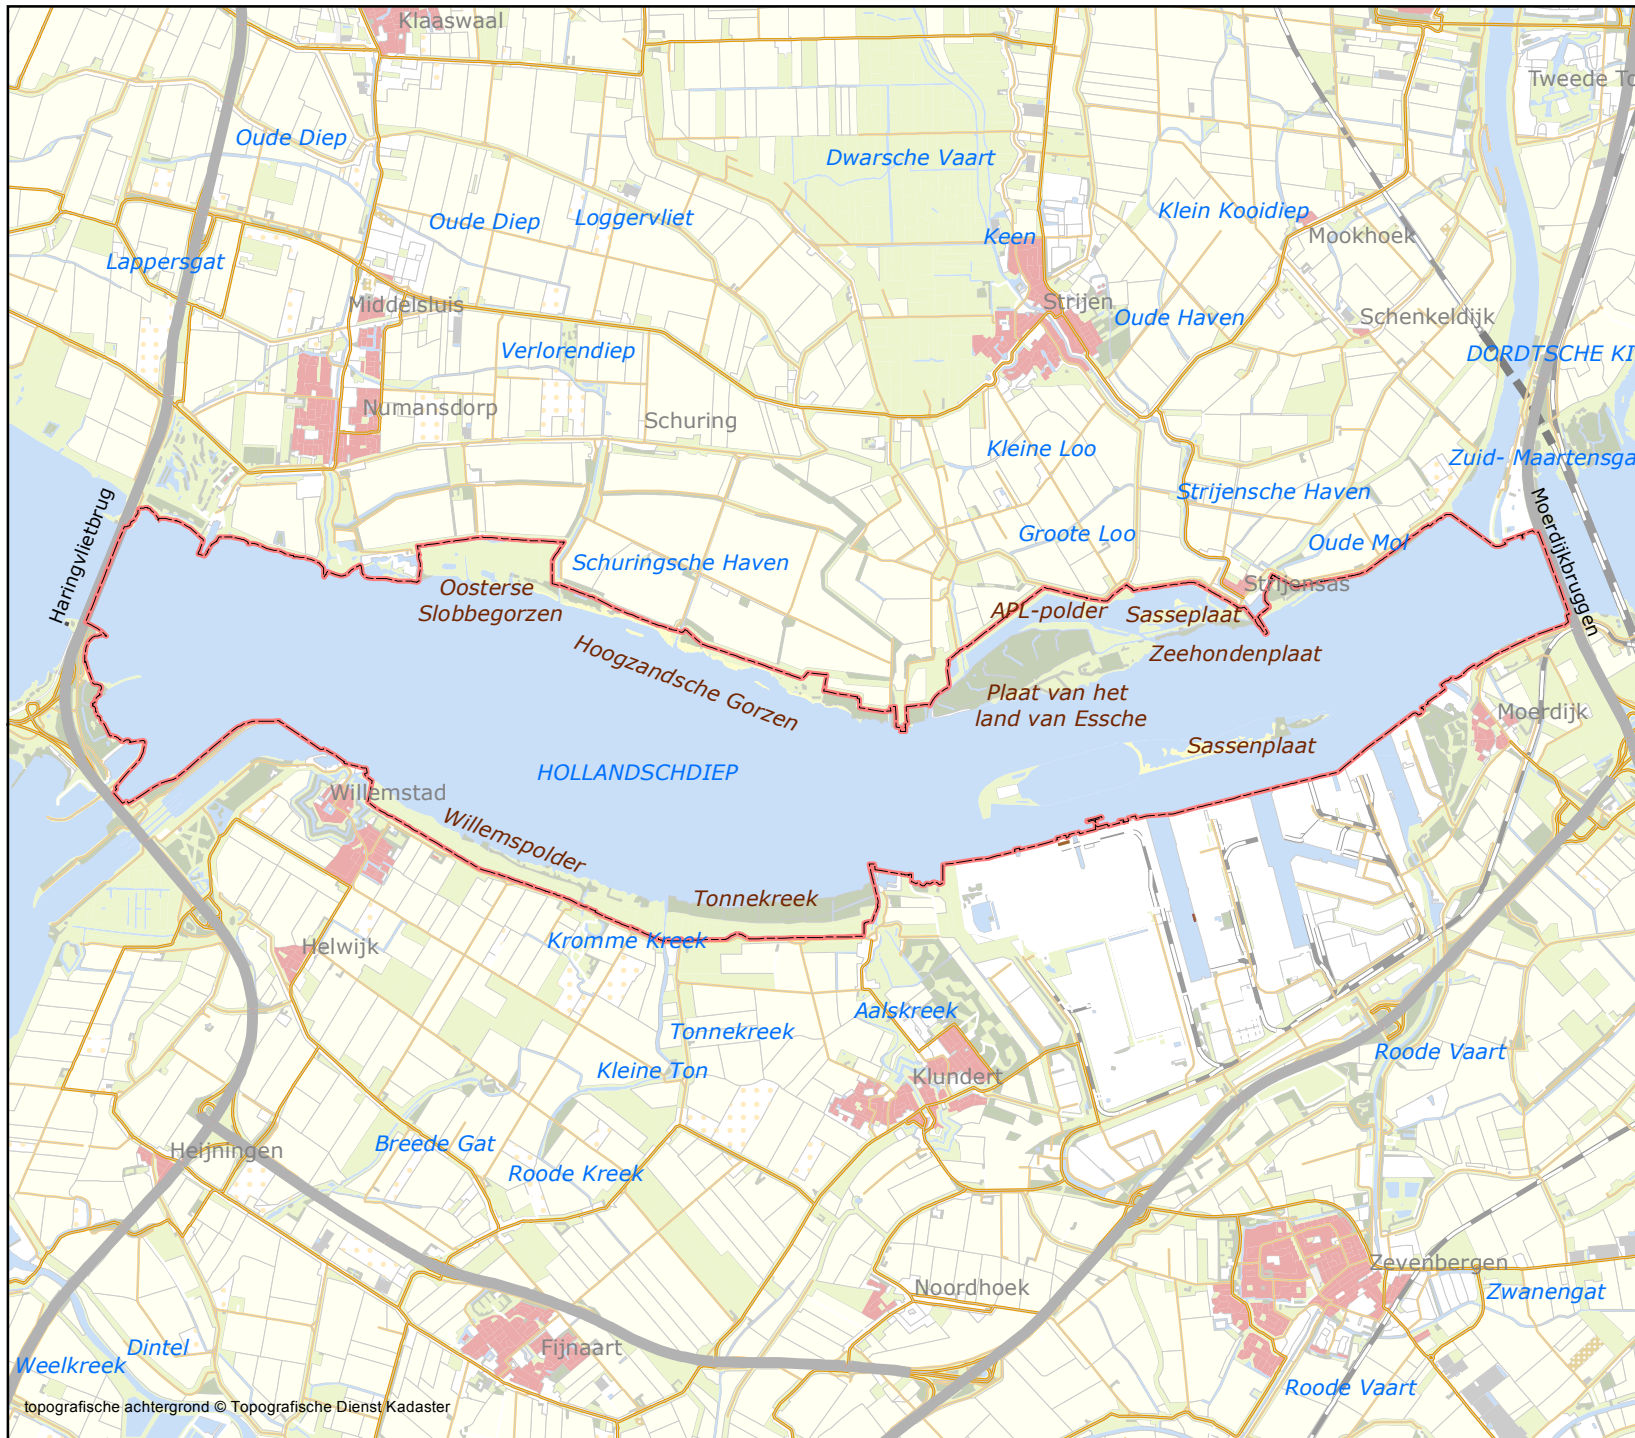 Klaaswaal
Tweede To
Oude Diep
Dwarsche Vaart
Oude Diep
Loggervliet
Klein Kooidiep
Keen
Mookhoek
Lappersgat
Middelsluis
Strijen
Oude Haven
Schenkeldijk
Verlorendiep
DORDTSCHE KI
Numansdorp
Schuring
Kleine Loo
Zuid- Maartensga
Strijensche Haven
Haringvlietbrug
Moerdijkbruggen
Groote Loo
Oude Mol
Schuringsche Haven
Oosterse
Slobbegorzen
Strijensas
APL-polder
Sasseplaat
Zeehondenplaat
Hoogzandsche Gorzen
Plaat van het
land van Essche
Moerdijk
Sassenplaat
HOLLANDSCHDIEP
Willemstad
Willemspolder
Tonnekreek
Kromme Kreek
Helwijk
Aalskreek
Tonnekreek
Roode Vaart
Kleine Ton
Klundert
Heijningen
Breede Gat
Roode Kreek
Zevenbergen
Noordhoek
Zwanengat
Dintel
Fijnaart
Weelkreek
Roode Vaart
topografische achtergrond © Topografische Dienst Kadaster